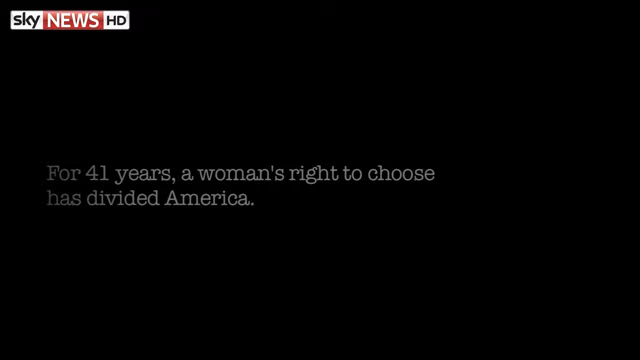 sky NEWS HD
For 41 years, a woman's right to choose
has divided America.